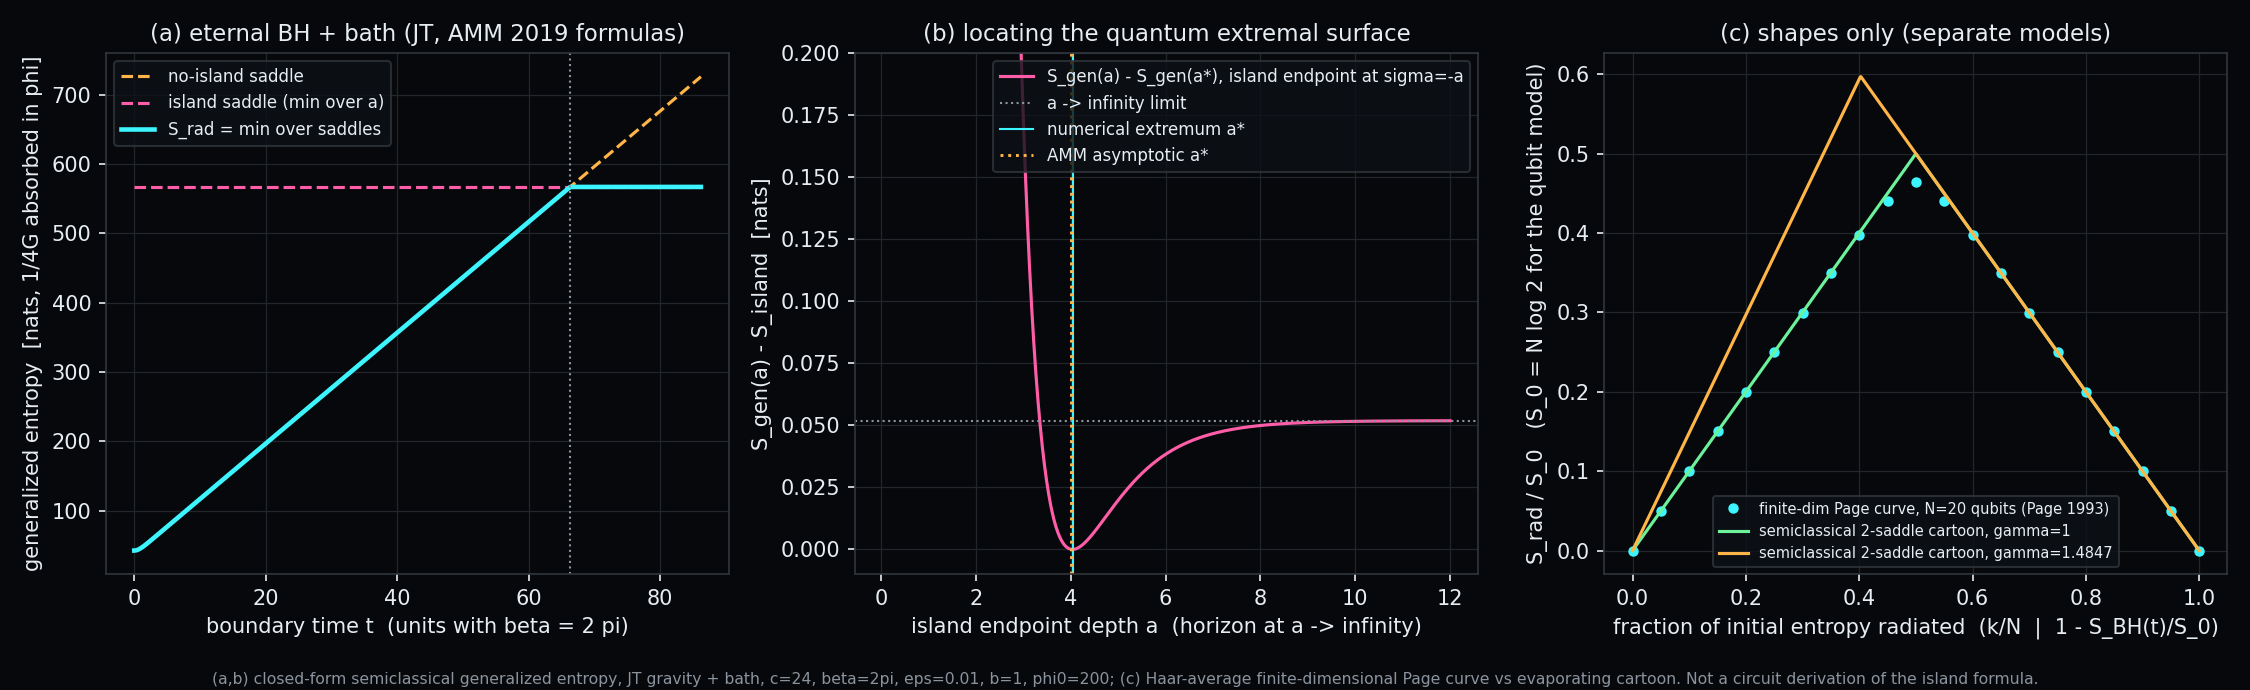 (a) eternal BH + bath (JT, AMM 2019 formulas)
generalized entropy [nats, 1/4G absorbed in phi]
700
600
500
400
300
200
100
no-island saddle
island saddle (min over a)
S_rad = min over saddles
0
20
40
60
80
boundary time t (units with beta = 2 pi)
(b) locating the quantum extremal surface
S_gen(a) - S_island [nats]
0.200
0.175
0.150
0.125
0.100
0.075
0.050
0.025
0.000
S_gen(a) - S_gen(a*), island endpoint at sigma=-a
a -> infinity limit
numerical extremum a*
AMM asymptotic a*
0
2
4
6
8
10
12
island endpoint depth a (horizon at a -> infinity)
(c) shapes only (separate models)
S_rad / S_0 (S_0 = N log 2 for the qubit model)
0.6
0.5
0.4
0.3
0.2
0.1
0.0
finite-dim Page curve, N=20 qubits (Page 1993)
semiclassical 2-saddle cartoon, gamma=1
semiclassical 2-saddle cartoon, gamma=1.4847
0.0
0.2
0.4
0.6
0.8
1.0
fraction of initial entropy radiated (k/N | 1 - S_BH(t)/S_0)
(a,b) closed-form semiclassical generalized entropy, JT gravity + bath, c=24, beta=2pi, eps=0.01, b=1, phi0=200; (c) Haar-average finite-dimensional Page curve vs evaporating cartoon. Not a circuit derivation of the island formula.